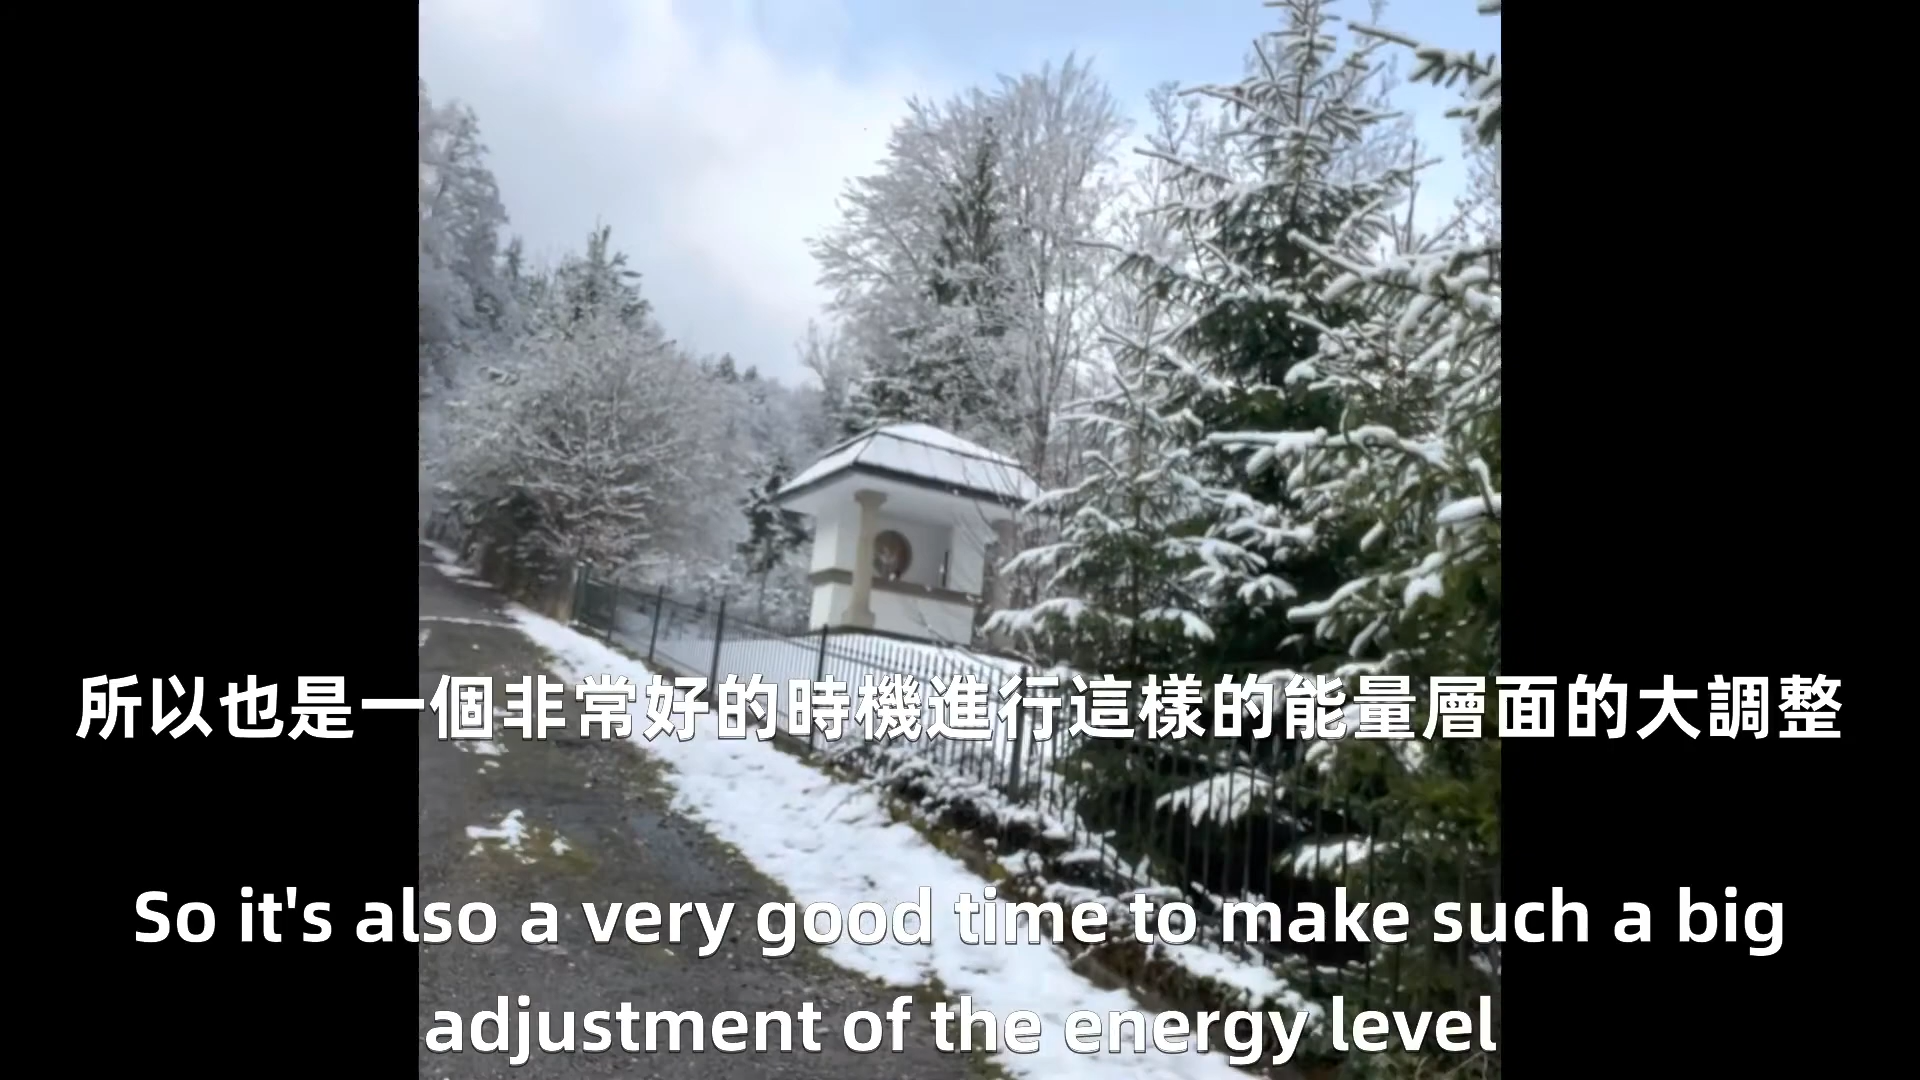 所以也是一個非常好的時機進行這樣的能量層面的大調整
So it's also a very good time to make such a big
adjustment of the energy level